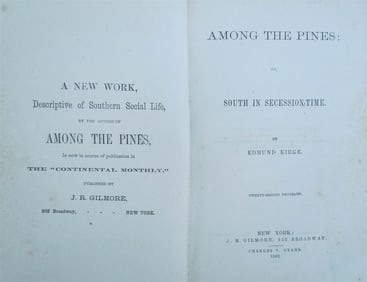 A NEW WORK,
Descriptive of Southern Social Life,
BY THE AUTHOR OF
AMONG THE PINES,
Is now in course of publication in
THE "CONTINENTAL MONTHLY,"
PUBLISHED BY
J. R. GILMORE,
532 Broadway, - - - NEW YORK.
AMONG THE PINES:
OR,
SOUTH IN SECESSION-TIME.
BY
EDMUND KIRKE.
TWENTY-SECOND THOUSAND.
NEW YORK:
J. R. GILMORE, 532 BROADWAY.
CHARLES T. EVANS.
1862.